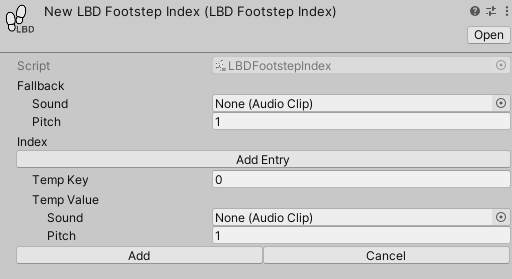 New LBD Footstep Index (LBD Footstep Index)
LBD
Open
Script LBDFootstepIndex
Fallback
Sound None (Audio Clip)
Pitch 1
Index
Add Entry
Temp Key 0
Temp Value
Sound None (Audio Clip)
Pitch 1
Add Cancel